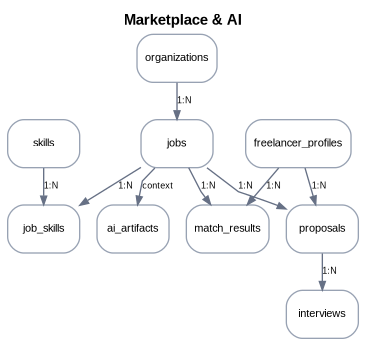 Marketplace & AI
organizations
1:N
skills
jobs
freelancer_profiles
1:N
1:N
context
1:N
1:N
1:N
1:N
job_skills
ai_artifacts
match_results
proposals
1:N
interviews